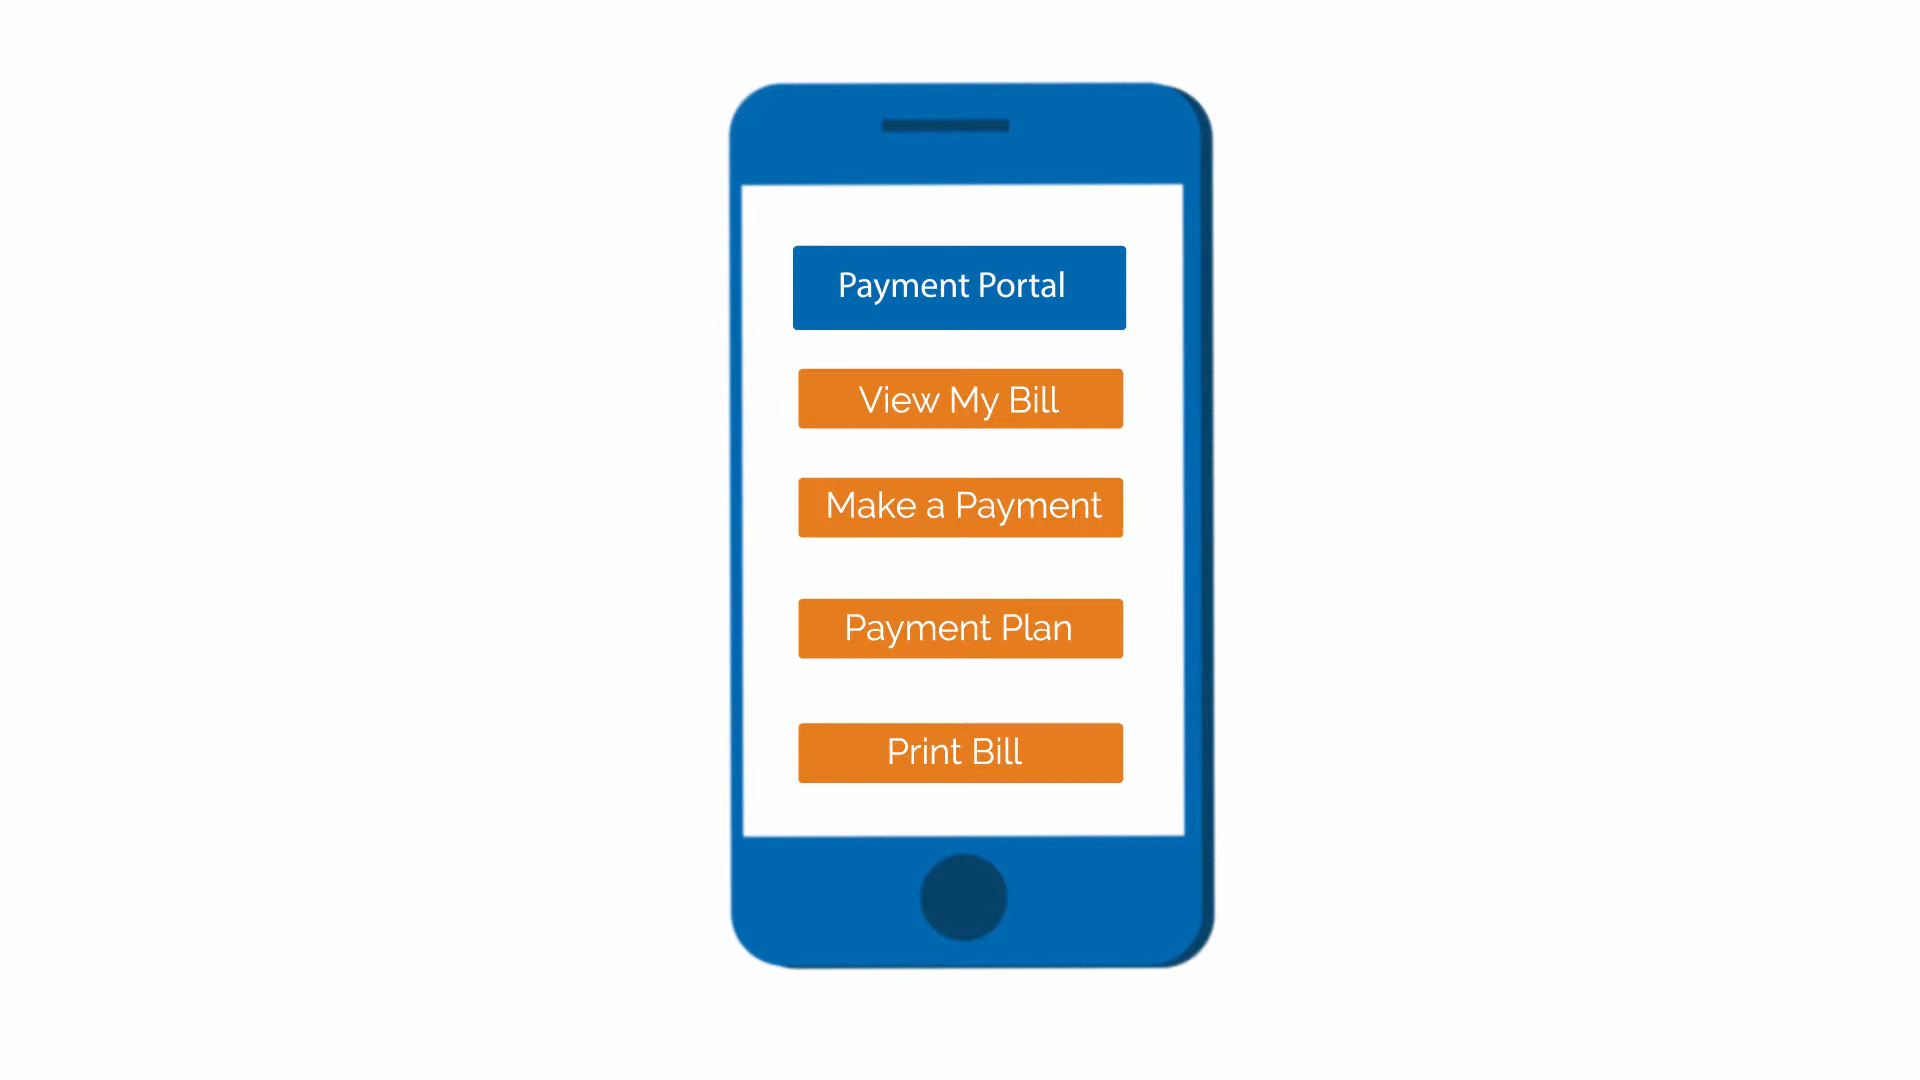 Payment Portal
View My Bill
Make a Payment
Payment Plan
Print Bill